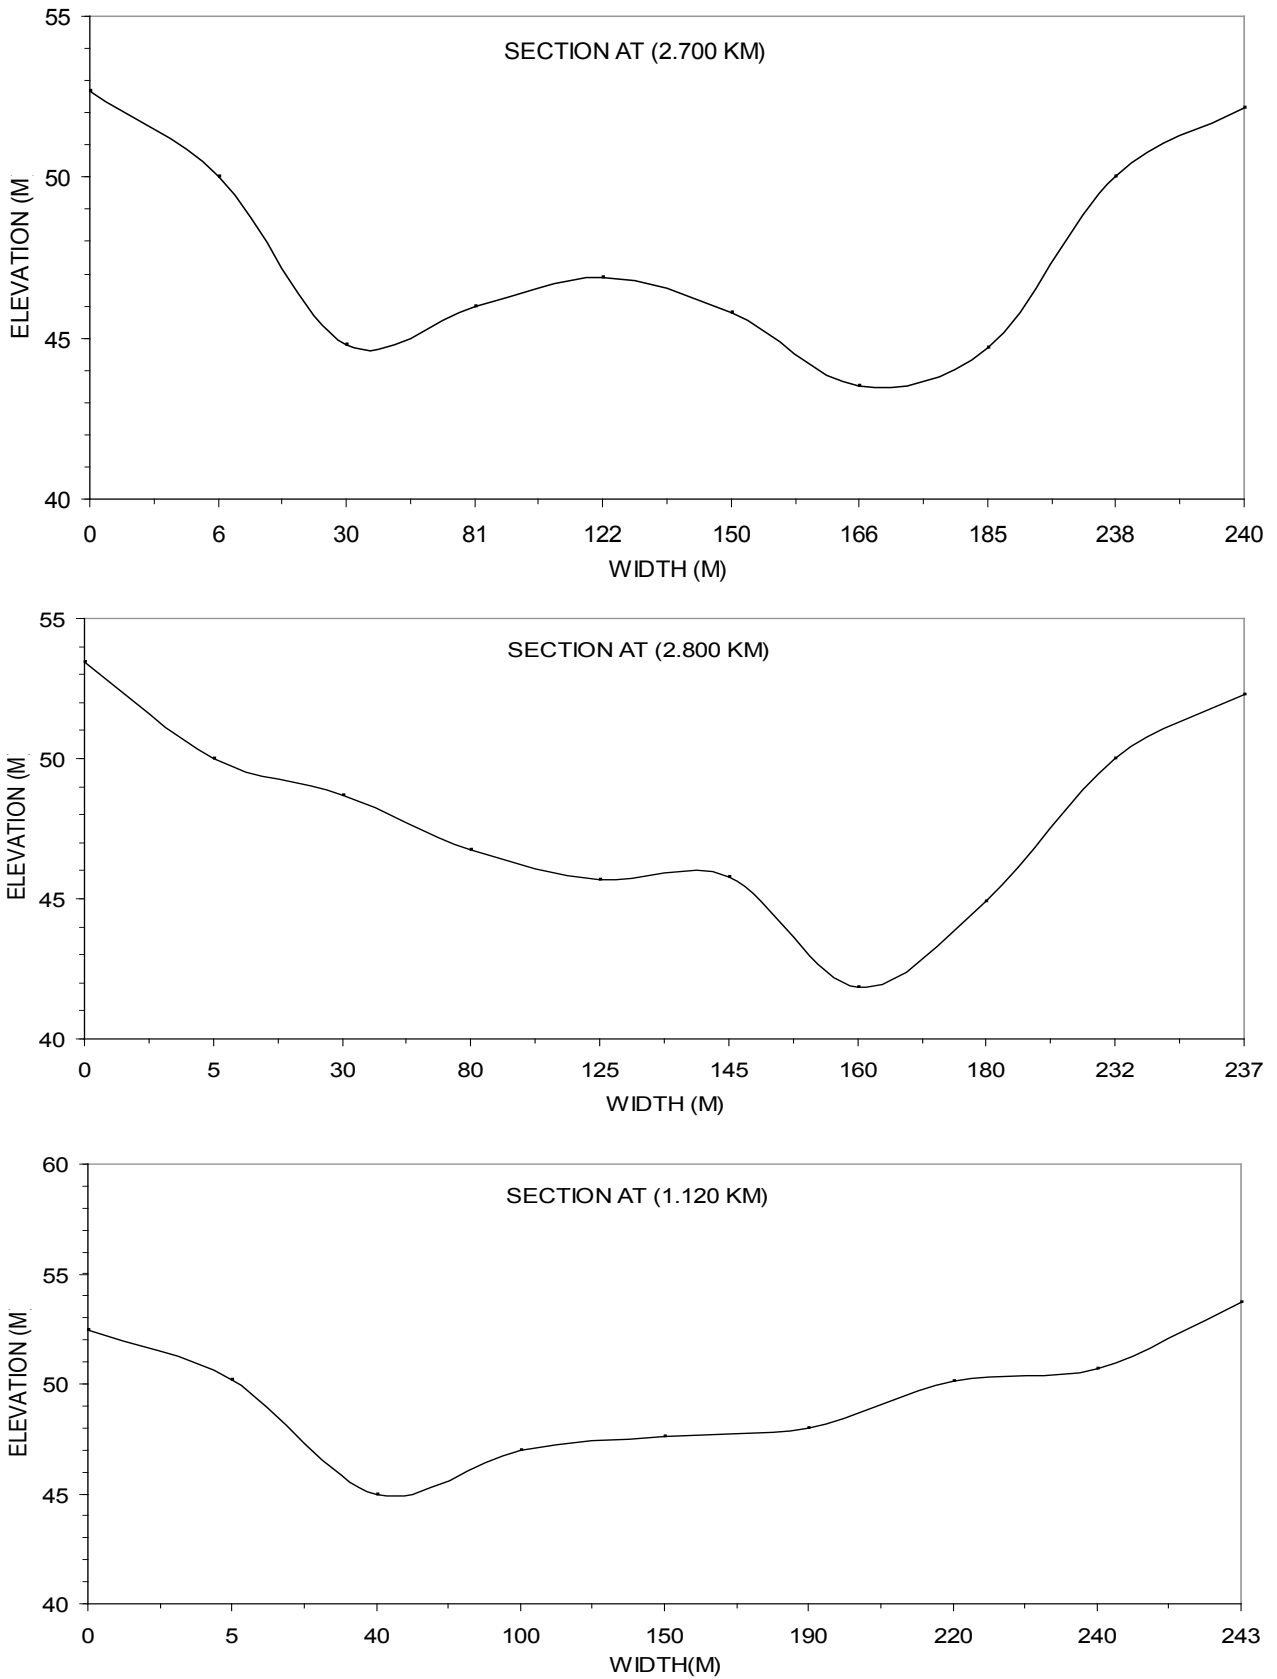 SECTION AT (2.700 KM)
55
50
45
40
ELEVATION (M
0 6 30 81 122 150 166 185 238 240
WIDTH (M)
SECTION AT (2.800 KM)
55
50
45
40
ELEVATION (M
0 5 30 80 125 145 160 180 232 237
WIDTH (M)
SECTION AT (1.120 KM)
60
55
50
45
40
ELEVATION (M
0 5 40 100 150 190 220 240 243
WIDTH(M)